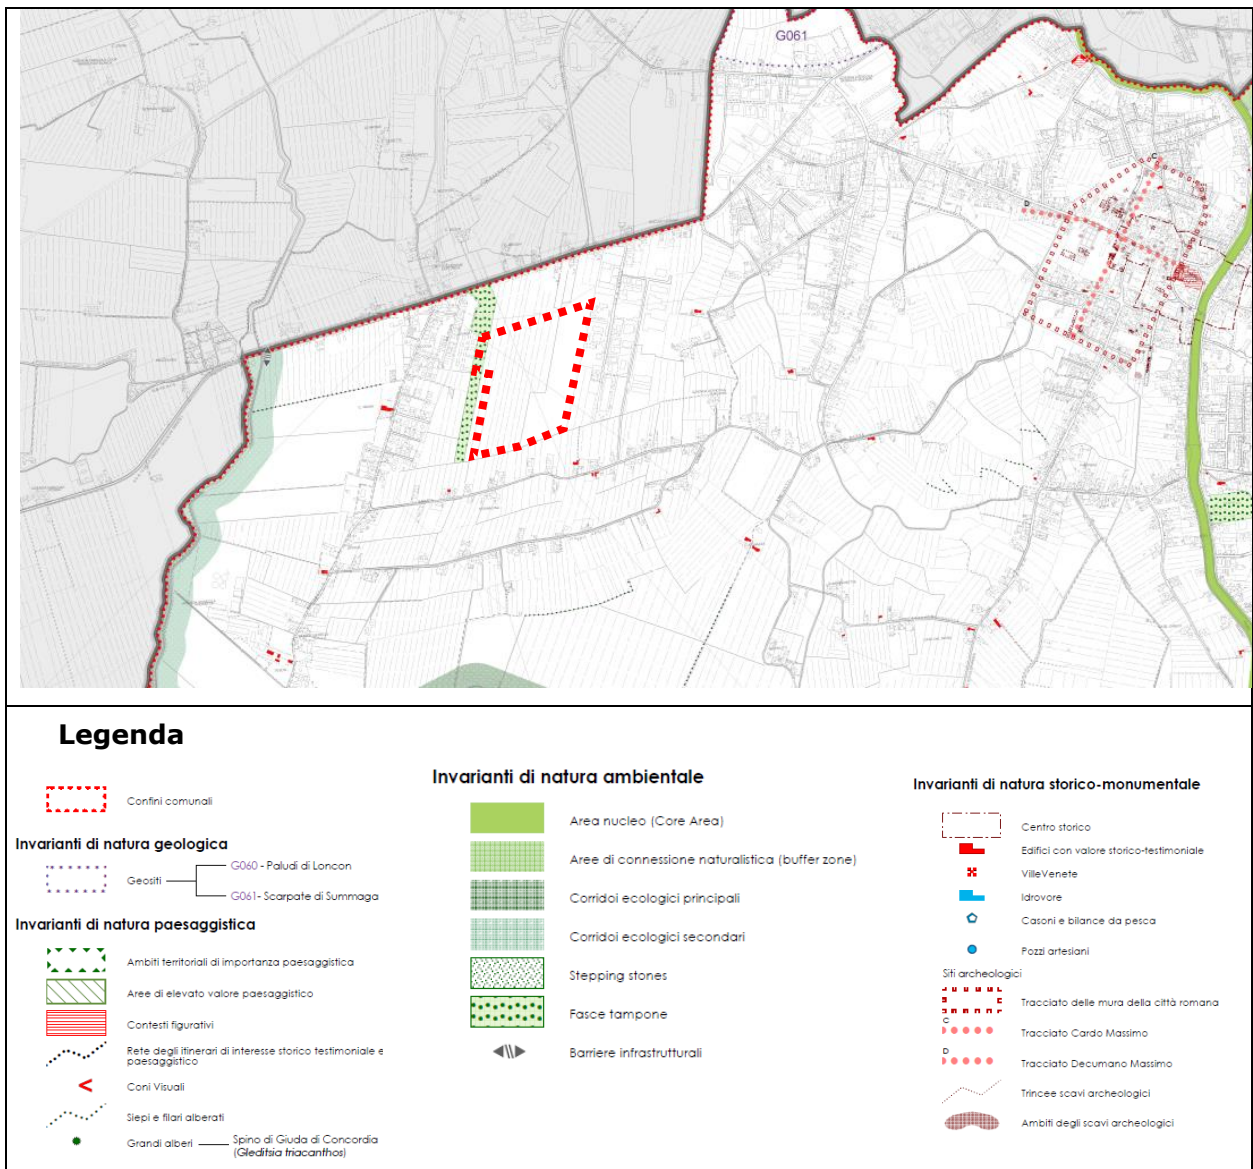 G061
C
D
Legenda
Confini comunali
Invarianti di natura geologica
Geositi
G060 - Paludi di Loncon
G061- Scarpate di Summaga
Invarianti di natura paesaggistica
Ambiti territoriali di importanza paesaggistica
Aree di elevato valore paesaggistico
Contesti figurativi
Rete degli itinerari di interesse storico testimoniale e
paesaggistico
Coni Visuali
Siepi e filari alberati
Grandi alberi
Spino di Giuda di Concordia
(Gleditsia triacanthos)
Invarianti di natura ambientale
Area nucleo (Core Area)
Aree di connessione naturalistica (buffer zone)
Corridoi ecologici principali
Corridoi ecologici secondari
Stepping stones
Fasce tampone
Barriere infrastrutturali
Invarianti di natura storico-monumentale
Centro storico
Edifici con valore storico-testimoniale
VilleVenete
Idrovore
Casoni e bilance da pesca
Pozzi artesiani
Siti archeologici
Tracciato delle mura della città romana
C
Tracciato Cardo Massimo
D
Tracciato Decumano Massimo
Trincee scavi archeologici
Ambiti degli scavi archeologici